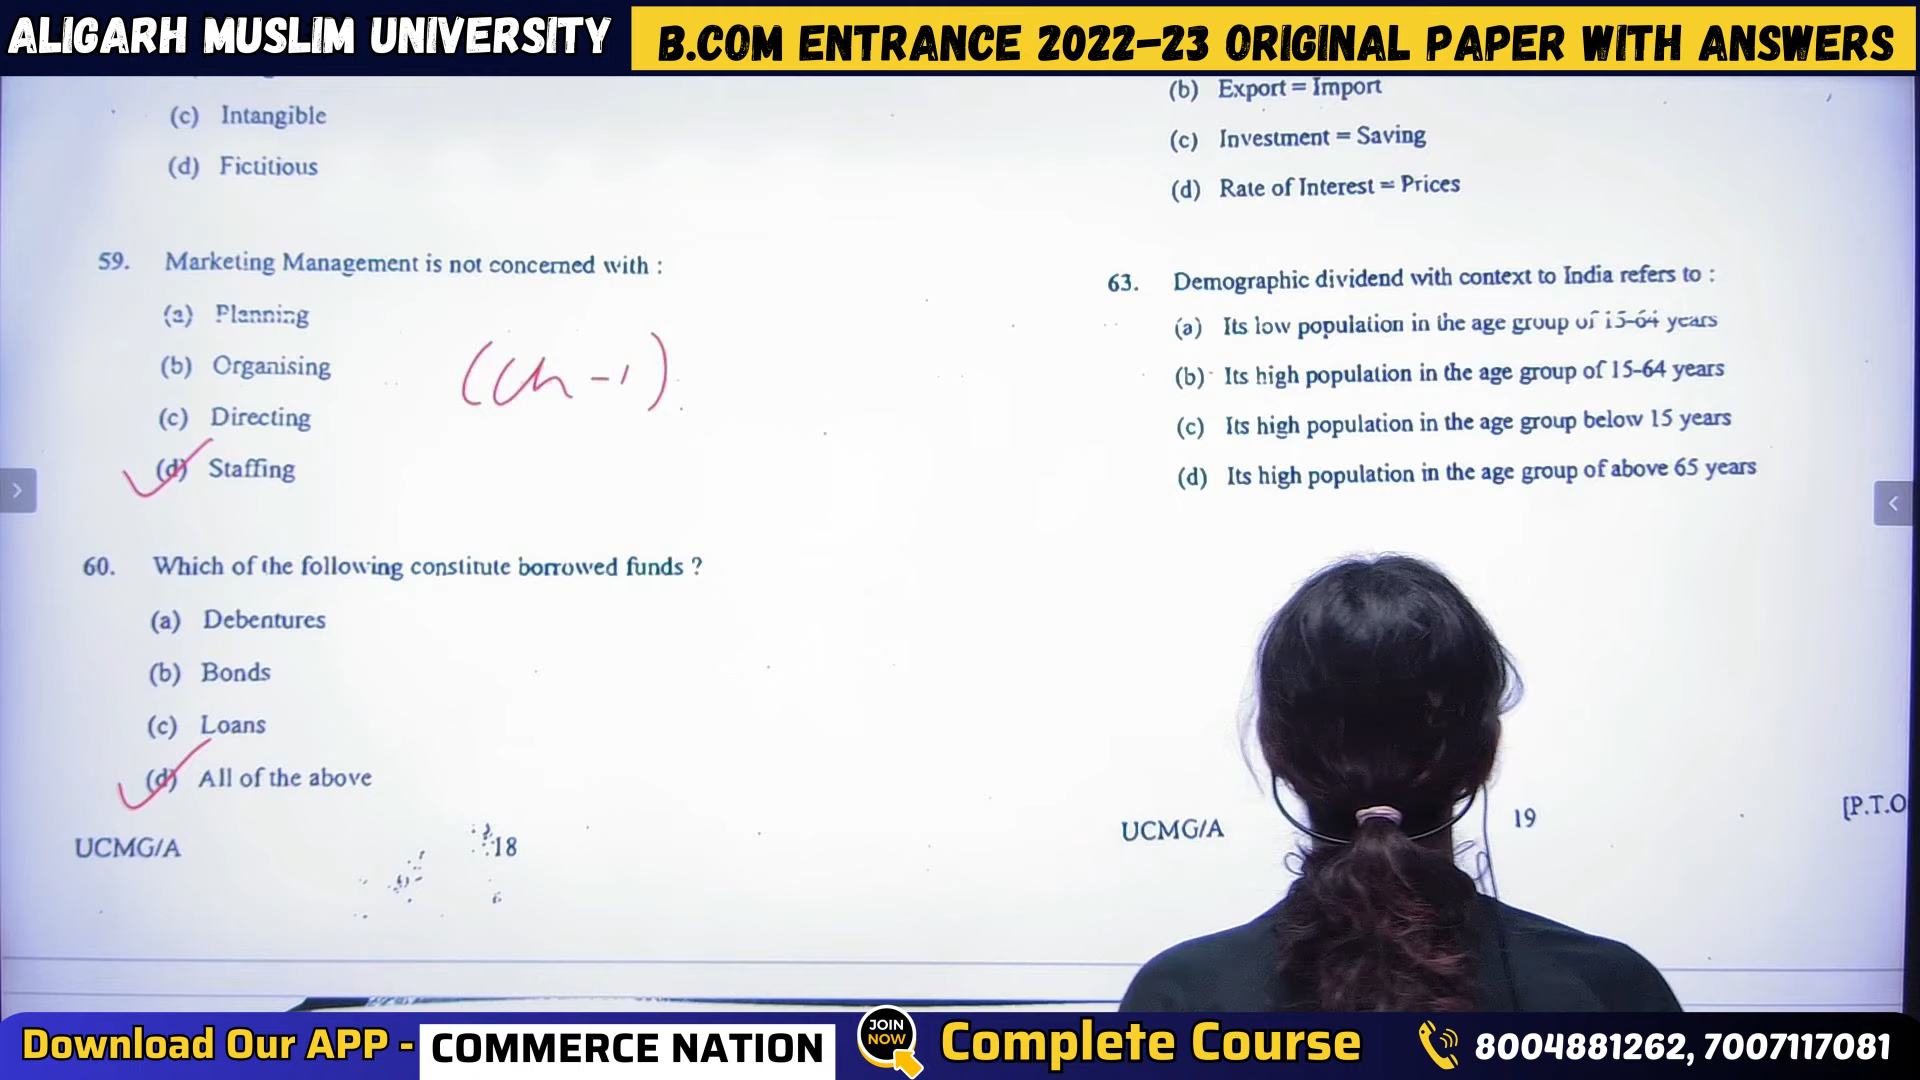 ALIGARH MUSLIM UNIVERSITY
B.COM ENTRANCE 2022-23 ORIGINAL PAPER WITH ANSWERS
(c) Intangible
(d) Fictitious
59. Marketing Management is not concerned with :
(a) Planning
(b) Organising
(c) Directing
(d) Staffing
(Ch-1)
60. Which of the following constitute borrowed funds ?
(a) Debentures
(b) Bonds
(c) Loans
(d) All of the above
UCMG/A 18
(b) Export = Import
(c) Investment = Saving
(d) Rate of Interest = Prices
63. Demographic dividend with context to India refers to :
(a) Its low population in the age group of 15-64 years
(b) Its high population in the age group of 15-64 years
(c) Its high population in the age group below 15 years
(d) Its high population in the age group of above 65 years
UCMG/A 19 [P.T.O
Download Our APP - COMMERCE NATION JOIN NOW Complete Course 8004881262, 7007117081